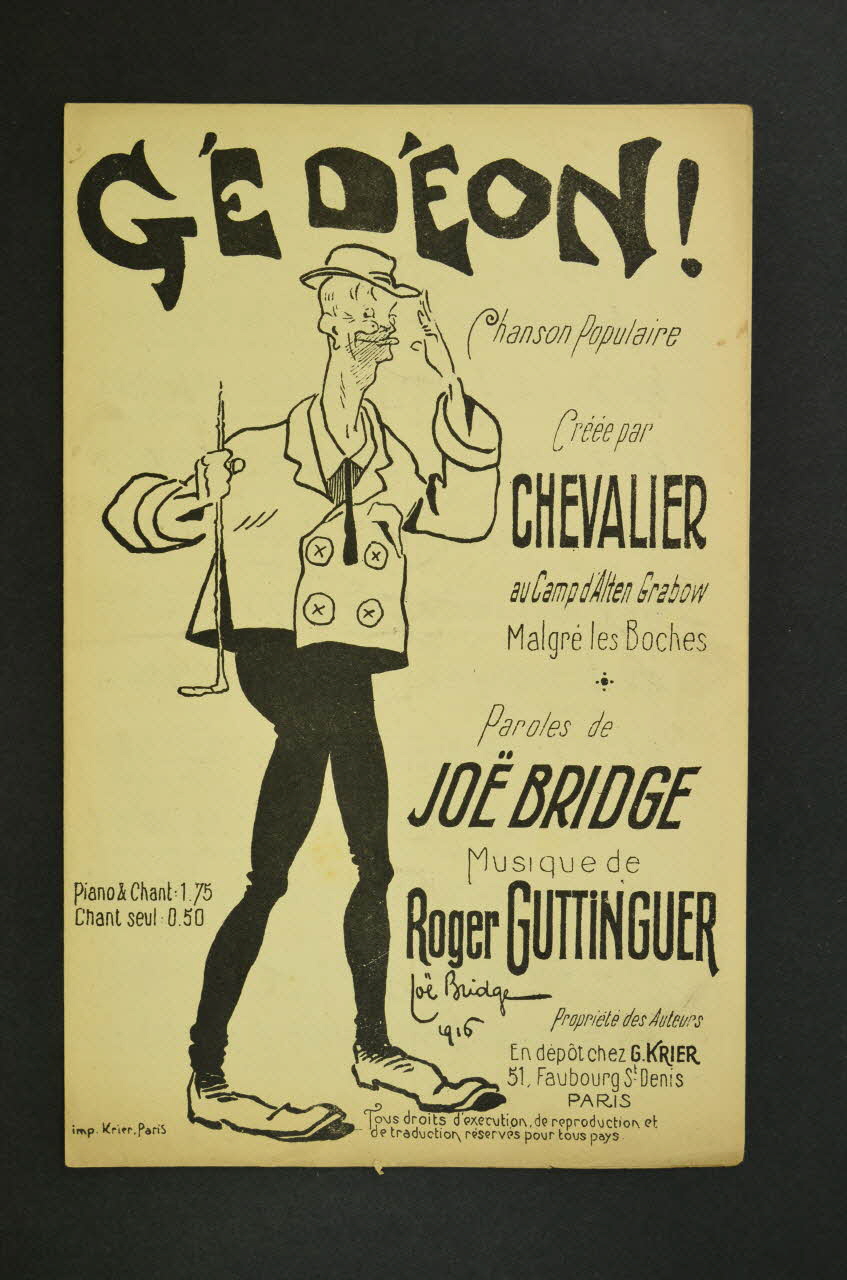 GÉDÉON!
Chanson Populaire
Créée par
CHEVALIER
au Camp d'Alten Grabow
Malgré les Boches
Paroles de
JOË BRIDGE
Musique de
Roger GUTTINGUER
Piano & Chant: 1.75
Chant seul: 0.50
Joë Bridge
1916
Propriété des Auteurs
En dépôt chez G. KRIER
51, Faubourg St Denis
PARIS
Tous droits d'execution, de reproduction et
de traduction réservés pour tous pays.
imp. Krier. Paris